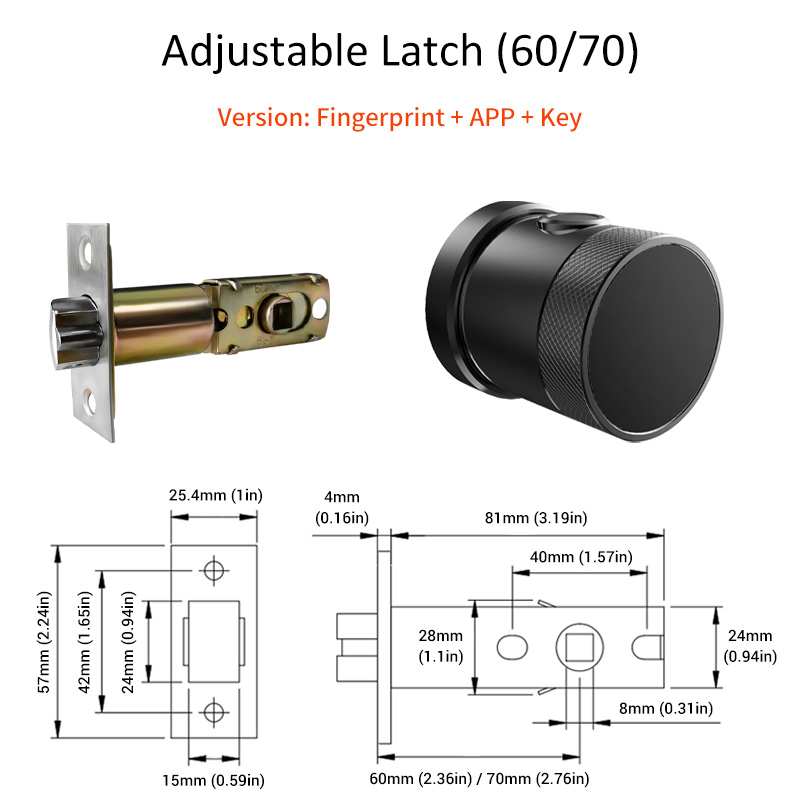 Adjustable Latch (60/70)
Version: Fingerprint + APP + Key
25.4mm (1in)
4mm
(0.16in)
81mm (3.19in)
40mm (1.57in)
57mm (2.24in)
42mm (1.65in)
24mm (0.94in)
28mm
(1.1in)
24mm
(0.94in)
8mm (0.31in)
15mm (0.59in)
60mm (2.36in) / 70mm (2.76in)